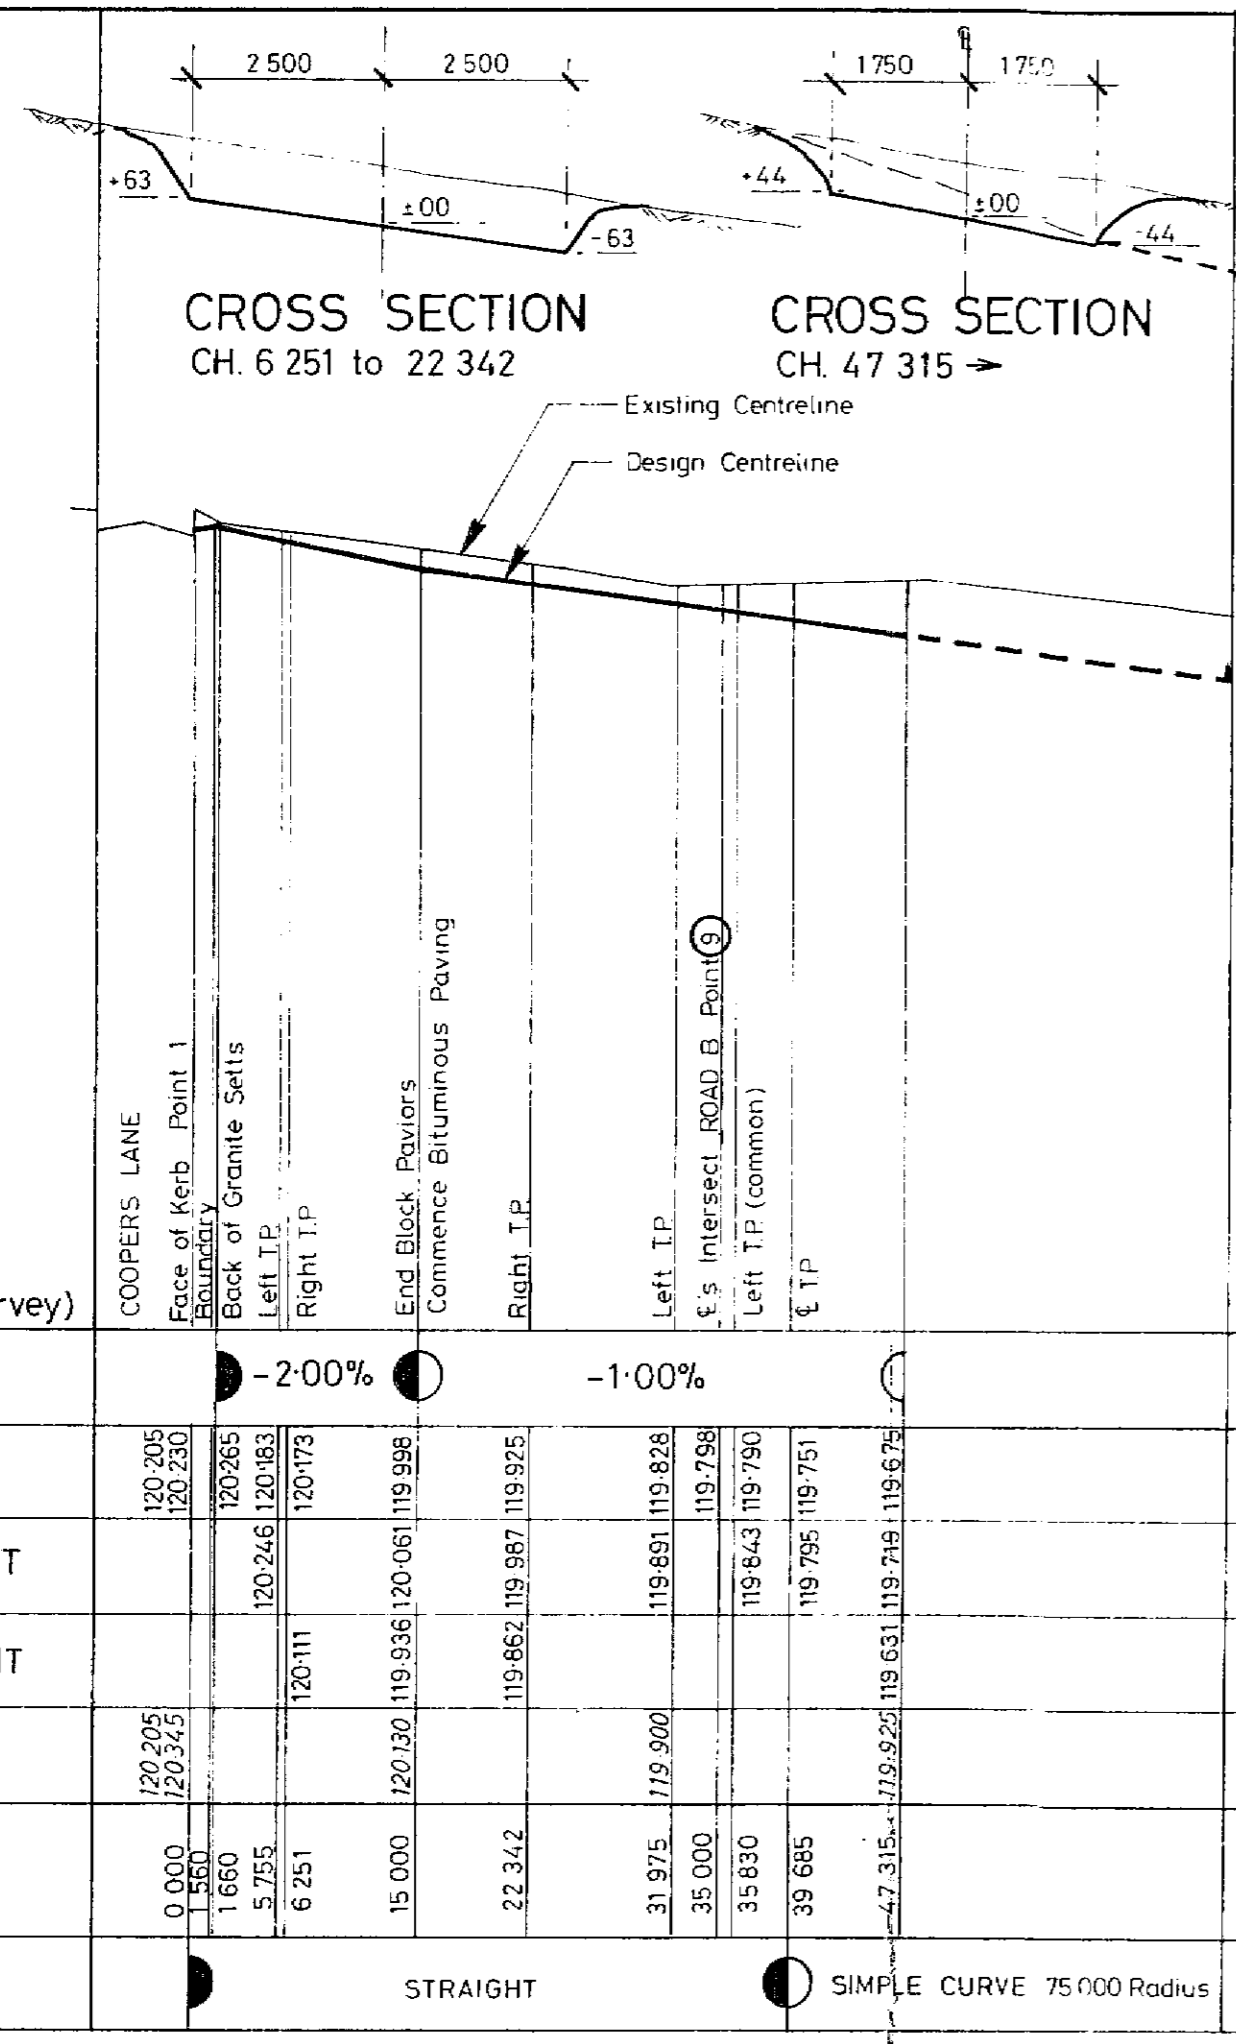 2 500 2 500
+63
±00
-63
CROSS SECTION
CH. 6 251 to 22 342
1750 1750
+44
±00
-44
CROSS SECTION
CH. 47 315 →
Existing Centreline
Design Centreline
rvey)
COOPERS LANE
Face of Kerb Point 1
Boundary
Back of Granite Setts
Left T.P.
Right T.P.
End Block Paviors
Commence Bituminous Paving
Right T.P.
Left T.P.
℄'s Intersect ROAD B Point 9
Left T.P. (common)
℄ T.P.
-2·00% -1·00%
120·205 120·230 120·265 120·183 120·173 119·998 119·925 119·828 119·798 119·790 119·751 119·675
T 120·246 120·061 119·987 119·891 119·843 119·795 119·719
IT 120·111 119·936 119·862 119·631
120·205 120·345 120·130 119·900 119·925
0 000 1 560 1 660 5 755 6 251 15 000 22 342 31 975 35 000 35 830 39 685 47 315
STRAIGHT SIMPLE CURVE 75 000 Radius